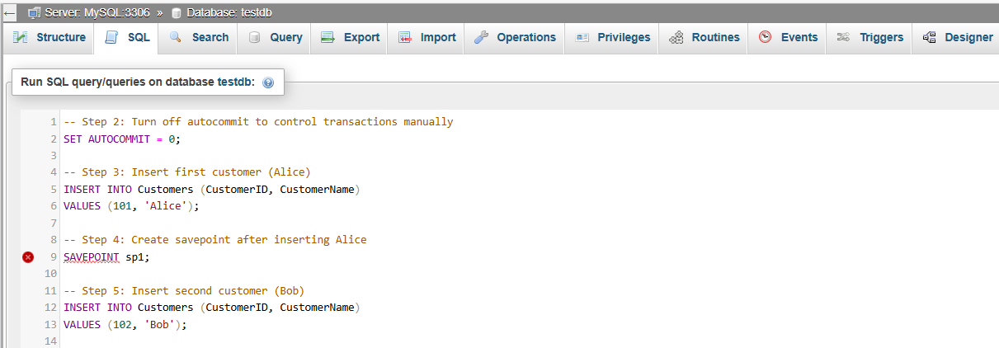 Server: MySQL:3306 » Database: testdb
Structure SQL Search Query Export Import Operations Privileges Routines Events Triggers Designer
Run SQL query/queries on database testdb:
1 -- Step 2: Turn off autocommit to control transactions manually
2 SET AUTOCOMMIT = 0;
3
4 -- Step 3: Insert first customer (Alice)
5 INSERT INTO Customers (CustomerID, CustomerName)
6 VALUES (101, 'Alice');
7
8 -- Step 4: Create savepoint after inserting Alice
9 SAVEPOINT sp1;
10
11 -- Step 5: Insert second customer (Bob)
12 INSERT INTO Customers (CustomerID, CustomerName)
13 VALUES (102, 'Bob');
14